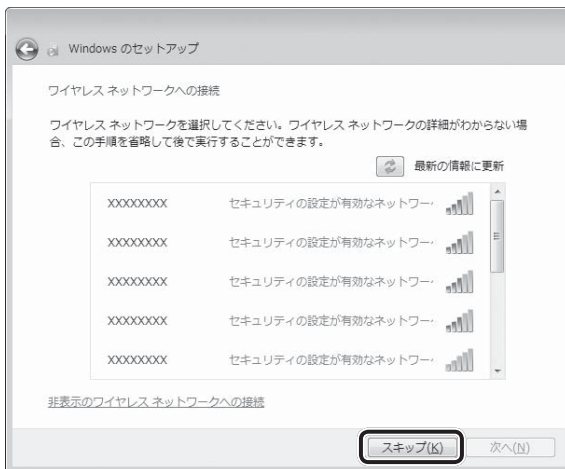 Windows のセットアップ
ワイヤレス ネットワークへの接続
ワイヤレス ネットワークを選択してください。ワイヤレス ネットワークの詳細がわからない場
合、この手順を省略して後で実行することができます。
最新の情報に更新
XXXXXXXX セキュリティの設定が有効なネットワー
XXXXXXXX セキュリティの設定が有効なネットワー
XXXXXXXX セキュリティの設定が有効なネットワー
XXXXXXXX セキュリティの設定が有効なネットワー
XXXXXXXX セキュリティの設定が有効なネットワー
非表示のワイヤレス ネットワークへの接続
スキップ(K) 次へ(N)